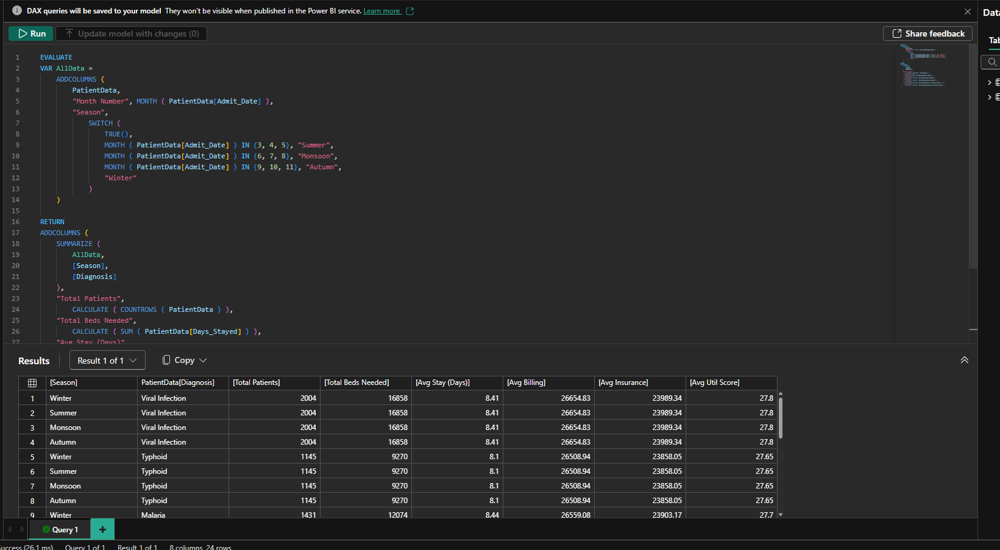 DAX queries will be saved to your model They won't be visible when published in the Power BI service. Learn more
Data
Run
Update model with changes (0)
Share feedback
Tab
1 EVALUATE
2 VAR AllData =
3 ADDCOLUMNS (
4 PatientData,
5 "Month Number", MONTH ( PatientData[Admit_Date] ),
6 "Season",
7 SWITCH (
8 TRUE(),
9 MONTH ( PatientData[Admit_Date] ) IN {3, 4, 5}, "Summer",
10 MONTH ( PatientData[Admit_Date] ) IN {6, 7, 8}, "Monsoon",
11 MONTH ( PatientData[Admit_Date] ) IN {9, 10, 11}, "Autumn",
12 "Winter"
13 )
14 )
15
16 RETURN
17 ADDCOLUMNS (
18 SUMMARIZE (
19 AllData,
20 [Season],
21 [Diagnosis]
22 ),
23 "Total Patients",
24 CALCULATE ( COUNTROWS ( PatientData ) ),
25 "Total Beds Needed",
26 CALCULATE ( SUM ( PatientData[Days_Stayed] ) ),
27 "Avg Stay (Days)"
Results
Result 1 of 1
Copy
[Season] PatientData[Diagnosis] [Total Patients] [Total Beds Needed] [Avg Stay (Days)] [Avg Billing] [Avg Insurance] [Avg Util Score]
1 Winter Viral Infection 2004 16858 8.41 26654.83 23989.34 27.8
2 Summer Viral Infection 2004 16858 8.41 26654.83 23989.34 27.8
3 Monsoon Viral Infection 2004 16858 8.41 26654.83 23989.34 27.8
4 Autumn Viral Infection 2004 16858 8.41 26654.83 23989.34 27.8
5 Winter Typhoid 1145 9270 8.1 26508.94 23858.05 27.65
6 Summer Typhoid 1145 9270 8.1 26508.94 23858.05 27.65
7 Monsoon Typhoid 1145 9270 8.1 26508.94 23858.05 27.65
8 Autumn Typhoid 1145 9270 8.1 26508.94 23858.05 27.65
9 Winter Malaria 1431 12074 8.44 26559.08 23903.17 27.7
Query 1
uccess (26.1 ms) Query 1 of 1 Result 1 of 1 8 columns, 24 rows